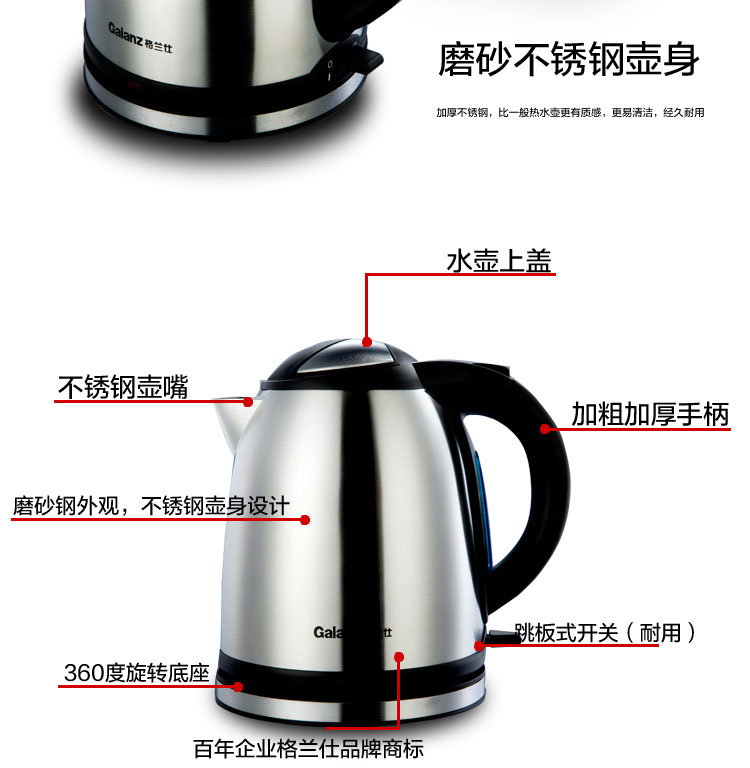 Galanz 格兰仕
磨砂不锈钢壶身
加厚不锈钢，比一般热水壶更有质感，更易清洁，经久耐用
水壶上盖
不锈钢壶嘴
加粗加厚手柄
磨砂钢外观，不锈钢壶身设计
Gala 仕
跳板式开关（耐用）
360度旋转底座
百年企业格兰仕品牌商标